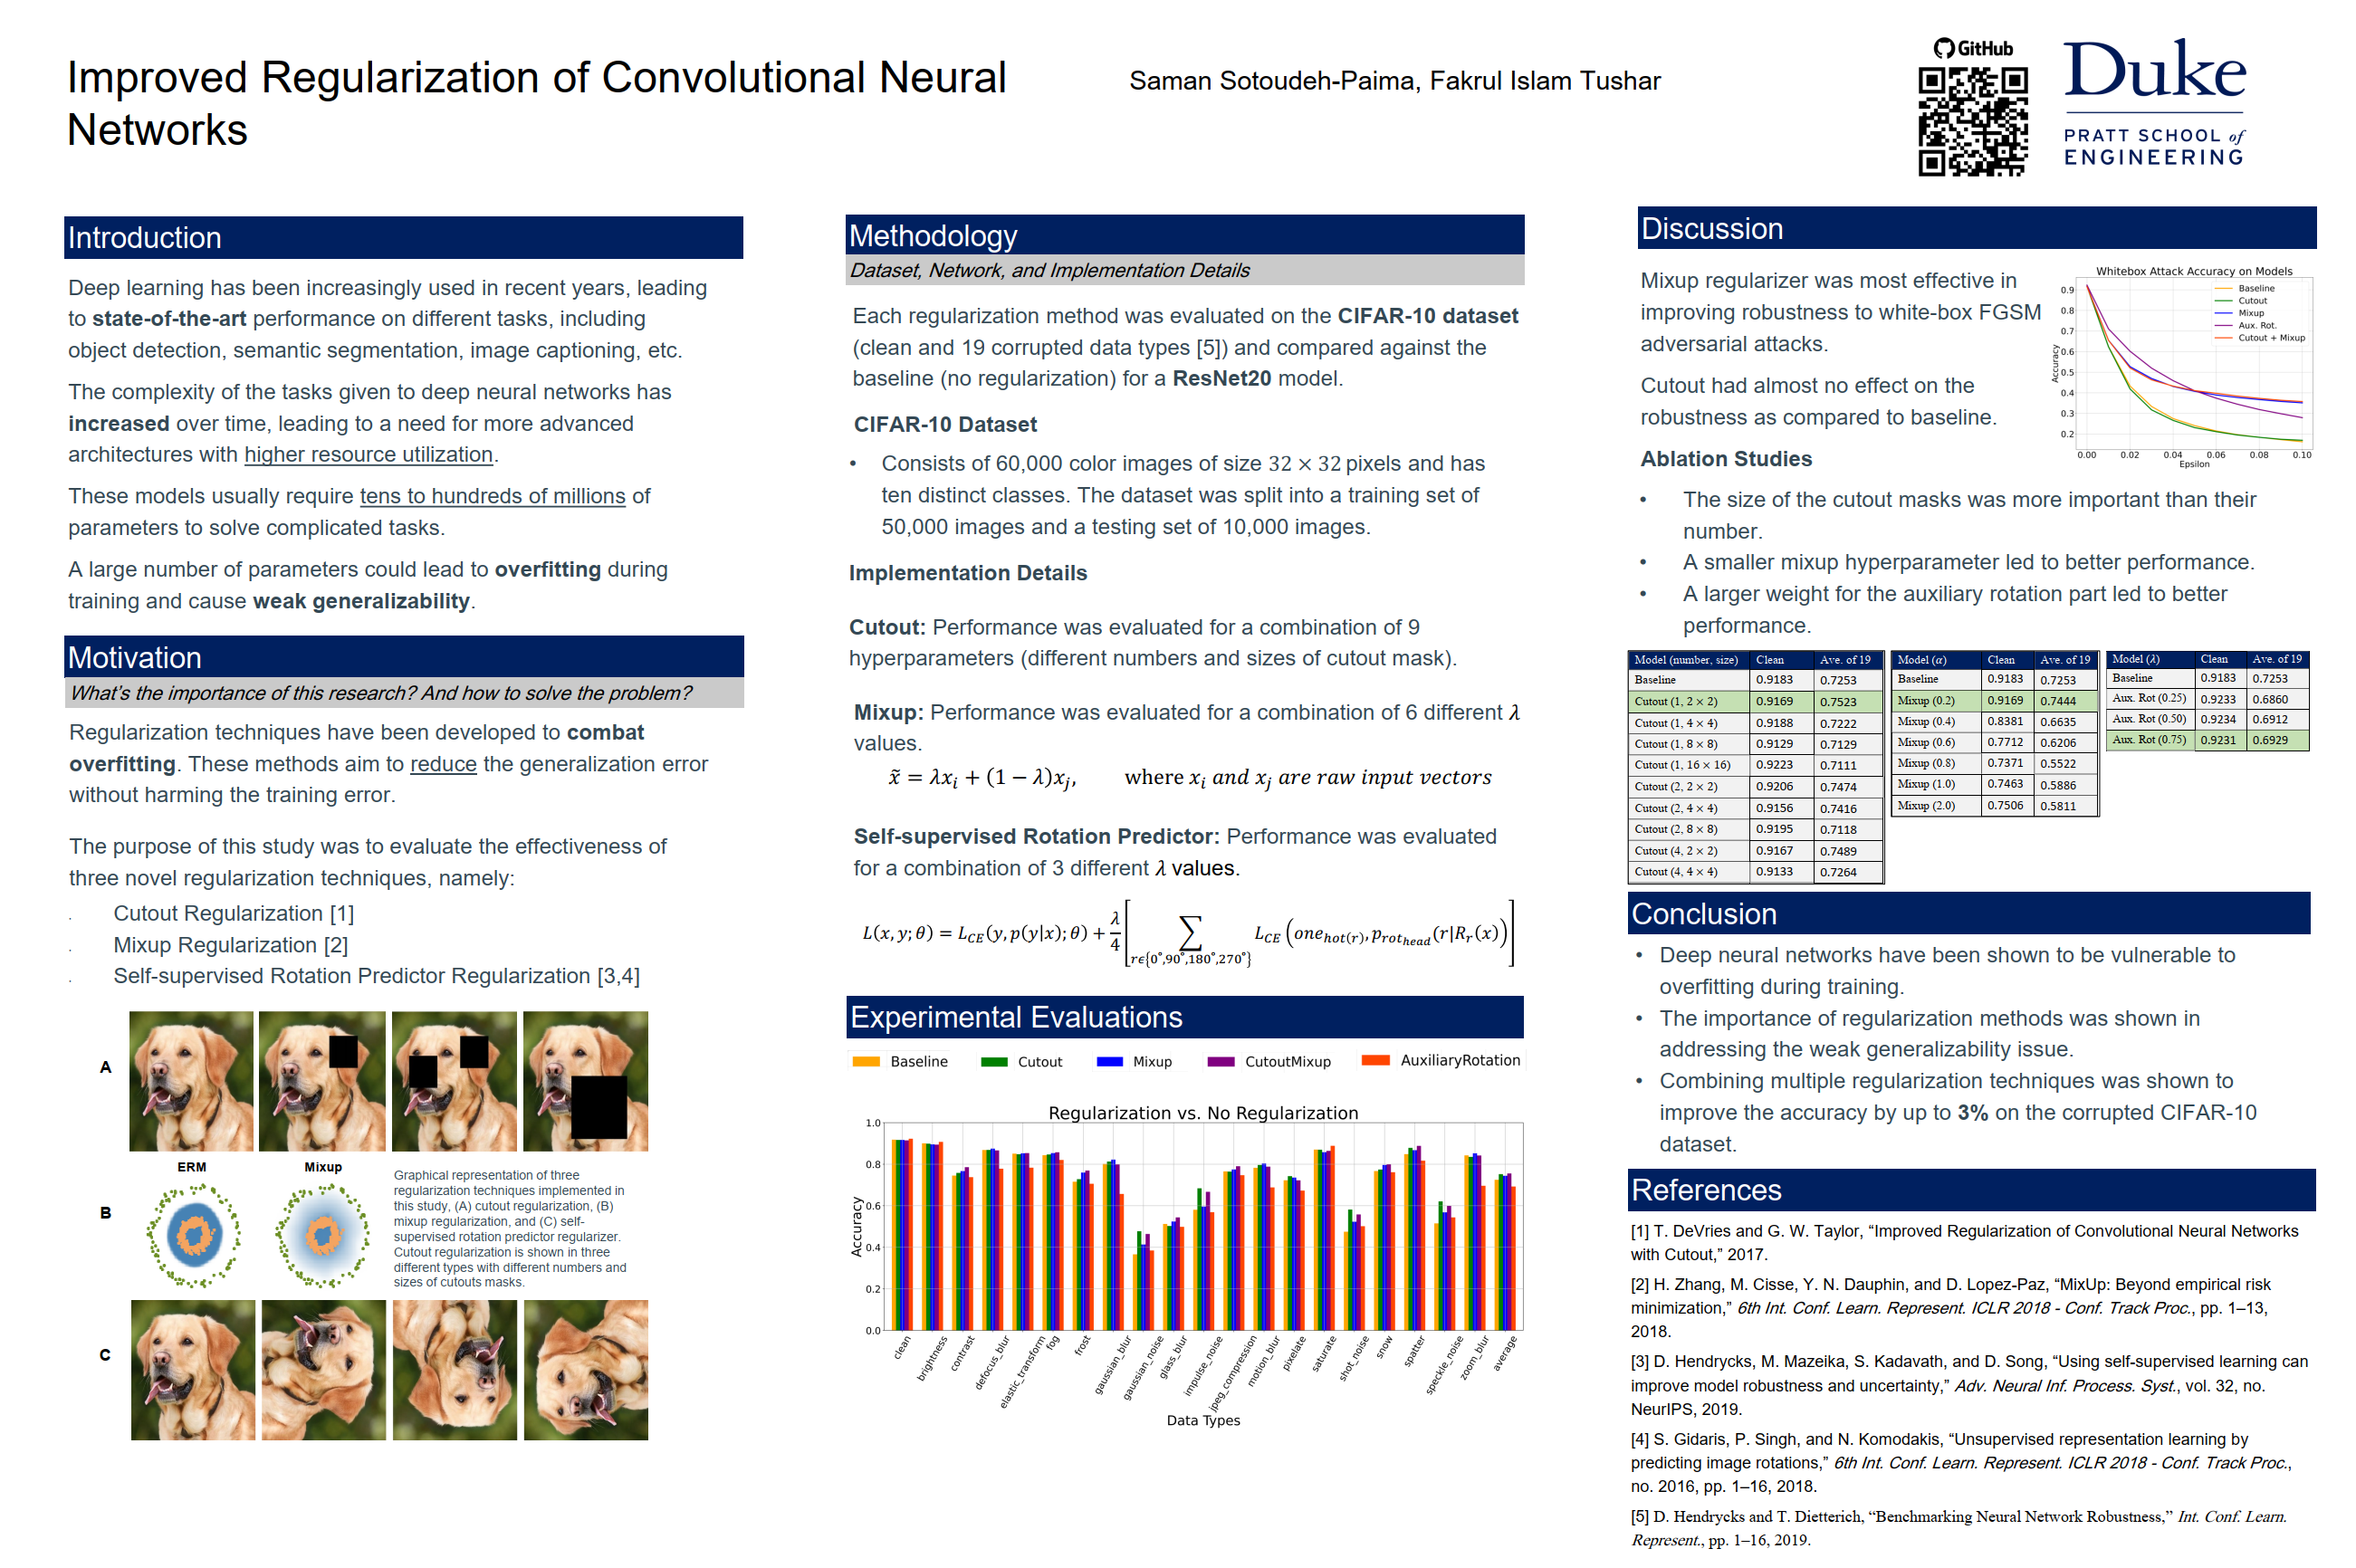 Improved Regularization of Convolutional Neural
Networks
Saman Sotoudeh-Paima, Fakrul Islam Tushar
GitHub
Duke
PRATT SCHOOL of
ENGINEERING
Introduction
Deep learning has been increasingly used in recent years, leading
to state-of-the-art performance on different tasks, including
object detection, semantic segmentation, image captioning, etc.
The complexity of the tasks given to deep neural networks has
increased over time, leading to a need for more advanced
architectures with higher resource utilization.
These models usually require tens to hundreds of millions of
parameters to solve complicated tasks.
A large number of parameters could lead to overfitting during
training and cause weak generalizability.
Motivation
What's the importance of this research? And how to solve the problem?
Regularization techniques have been developed to combat
overfitting. These methods aim to reduce the generalization error
without harming the training error.
The purpose of this study was to evaluate the effectiveness of
three novel regularization techniques, namely:
. Cutout Regularization [1]
. Mixup Regularization [2]
. Self-supervised Rotation Predictor Regularization [3,4]
A
ERM Mixup
B
Graphical representation of three
regularization techniques implemented in
this study, (A) cutout regularization, (B)
mixup regularization, and (C) self-
supervised rotation predictor regularizer.
Cutout regularization is shown in three
different types with different numbers and
sizes of cutouts masks.
C
Methodology
Dataset, Network, and Implementation Details
Each regularization method was evaluated on the CIFAR-10 dataset
(clean and 19 corrupted data types [5]) and compared against the
baseline (no regularization) for a ResNet20 model.
CIFAR-10 Dataset
• Consists of 60,000 color images of size 32 × 32 pixels and has
ten distinct classes. The dataset was split into a training set of
50,000 images and a testing set of 10,000 images.
Implementation Details
Cutout: Performance was evaluated for a combination of 9
hyperparameters (different numbers and sizes of cutout mask).
Mixup: Performance was evaluated for a combination of 6 different λ
values.
x̃ = λxᵢ + (1 − λ)xⱼ, where xᵢ and xⱼ are raw input vectors
Self-supervised Rotation Predictor: Performance was evaluated
for a combination of 3 different λ values.
L(x, y; θ) = L_CE(y, p(y|x); θ) + λ/4 [ ∑ r∈{0°,90°,180°,270°} L_CE (one_hot(r), p_rot_head(r|R_r(x)) ]
Experimental Evaluations
Baseline Cutout Mixup CutoutMixup AuxiliaryRotation
Regularization vs. No Regularization
Accuracy
1.0
0.8
0.6
0.4
0.2
0.0
clean brightness contrast defocus_blur elastic_transform fog frost gaussian_blur gaussian_noise glass_blur impulse_noise jpeg_compression motion_blur pixelate saturate shot_noise snow spatter speckle_noise zoom_blur average
Data Types
Discussion
Mixup regularizer was most effective in
improving robustness to white-box FGSM
adversarial attacks.
Cutout had almost no effect on the
robustness as compared to baseline.
Whitebox Attack Accuracy on Models
Baseline
Cutout
Mixup
Aux. Rot.
Cutout + Mixup
Accuracy
0.9
0.8
0.7
0.6
0.5
0.4
0.3
0.2
0.00 0.02 0.04 0.06 0.08 0.10
Epsilon
Ablation Studies
• The size of the cutout masks was more important than their
number.
• A smaller mixup hyperparameter led to better performance.
• A larger weight for the auxiliary rotation part led to better
performance.
Model (number, size) Clean Ave. of 19
Baseline 0.9183 0.7253
Cutout (1, 2 × 2) 0.9169 0.7523
Cutout (1, 4 × 4) 0.9188 0.7222
Cutout (1, 8 × 8) 0.9129 0.7129
Cutout (1, 16 × 16) 0.9223 0.7111
Cutout (2, 2 × 2) 0.9206 0.7474
Cutout (2, 4 × 4) 0.9156 0.7416
Cutout (2, 8 × 8) 0.9195 0.7118
Cutout (4, 2 × 2) 0.9167 0.7489
Cutout (4, 4 × 4) 0.9133 0.7264
Model (α) Clean Ave. of 19
Baseline 0.9183 0.7253
Mixup (0.2) 0.9169 0.7444
Mixup (0.4) 0.8381 0.6635
Mixup (0.6) 0.7712 0.6206
Mixup (0.8) 0.7371 0.5522
Mixup (1.0) 0.7463 0.5886
Mixup (2.0) 0.7506 0.5811
Model (λ) Clean Ave. of 19
Baseline 0.9183 0.7253
Aux. Rot (0.25) 0.9233 0.6860
Aux. Rot (0.50) 0.9234 0.6912
Aux. Rot (0.75) 0.9231 0.6929
Conclusion
• Deep neural networks have been shown to be vulnerable to
overfitting during training.
• The importance of regularization methods was shown in
addressing the weak generalizability issue.
• Combining multiple regularization techniques was shown to
improve the accuracy by up to 3% on the corrupted CIFAR-10
dataset.
References
[1] T. DeVries and G. W. Taylor, “Improved Regularization of Convolutional Neural Networks
with Cutout,” 2017.
[2] H. Zhang, M. Cisse, Y. N. Dauphin, and D. Lopez-Paz, “MixUp: Beyond empirical risk
minimization,” 6th Int. Conf. Learn. Represent. ICLR 2018 - Conf. Track Proc., pp. 1–13,
2018.
[3] D. Hendrycks, M. Mazeika, S. Kadavath, and D. Song, “Using self-supervised learning can
improve model robustness and uncertainty,” Adv. Neural Inf. Process. Syst., vol. 32, no.
NeurIPS, 2019.
[4] S. Gidaris, P. Singh, and N. Komodakis, “Unsupervised representation learning by
predicting image rotations,” 6th Int. Conf. Learn. Represent. ICLR 2018 - Conf. Track Proc.,
no. 2016, pp. 1–16, 2018.
[5] D. Hendrycks and T. Dietterich, “Benchmarking Neural Network Robustness,” Int. Conf. Learn.
Represent., pp. 1–16, 2019.